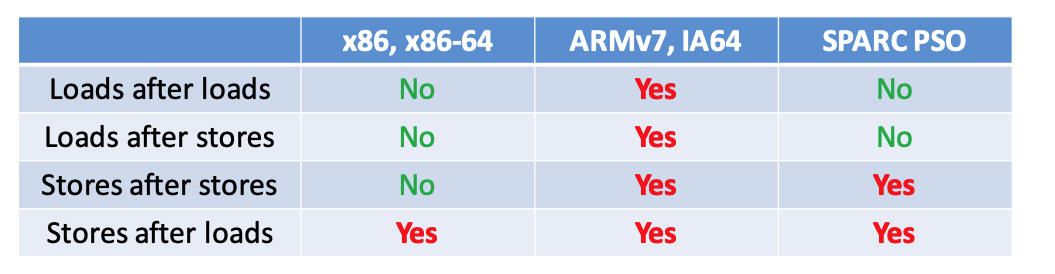 x86, x86-64 ARMv7, IA64 SPARC PSO
Loads after loads No Yes No
Loads after stores No Yes No
Stores after stores No Yes Yes
Stores after loads Yes Yes Yes